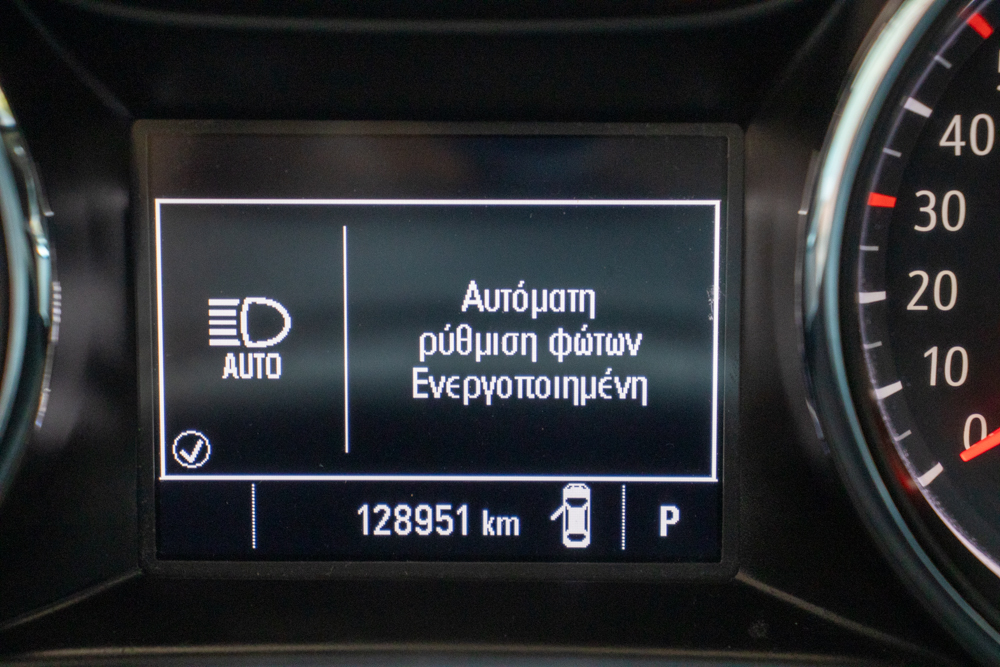 AUTO
Αυτόματη
ρύθμιση φώτων
Ενεργοποιημένη
128951 km
P
40
30
20
10
0